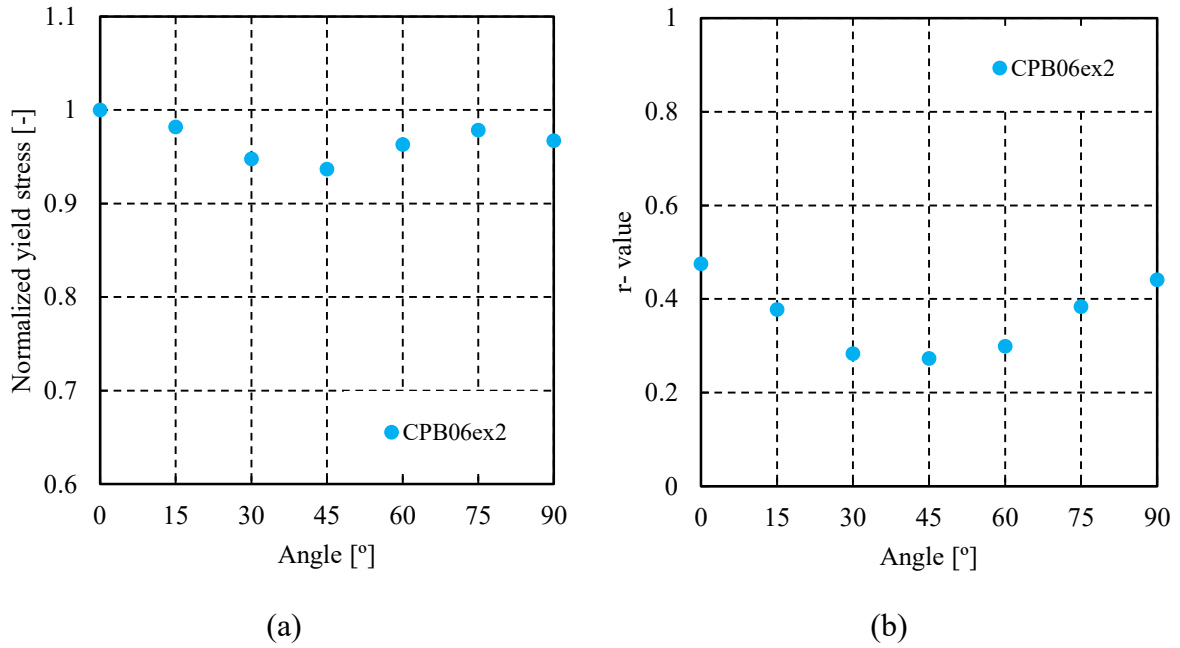 1.1
1
0.9
0.8
0.7
0.6
Normalized yield stress [-]
CPB06ex2
0 15 30 45 60 75 90
Angle [º]
(a)
1
0.8
0.6
0.4
0.2
0
r- value
CPB06ex2
0 15 30 45 60 75 90
Angle [º]
(b)